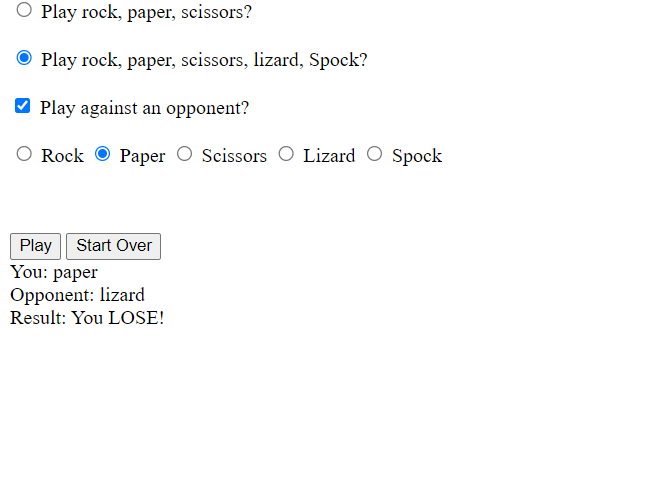 Play rock, paper, scissors?
Play rock, paper, scissors, lizard, Spock?
Play against an opponent?
Rock Paper Scissors Lizard Spock
Play Start Over
You: paper
Opponent: lizard
Result: You LOSE!